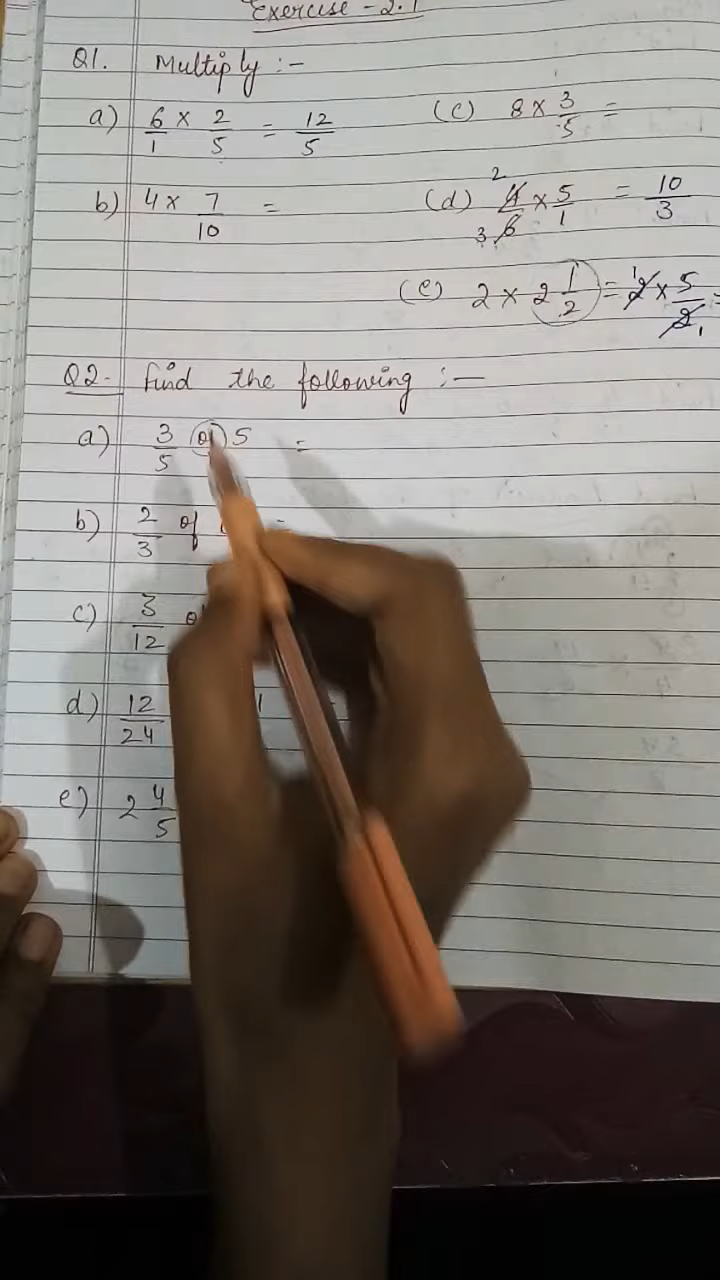 Exercise - 2.1
Q1. Multiply :-
a) 6/1 × 2/5 = 12/5
(C) 8 × 3/5 =
b) 4 × 7/10 =
(d) 2 4/6 3 × 5/1 = 10/3
(e) 2 × 2 1/2 = 1 2 × 5/2 1 =
Q2. Find the following :-
a) 3/5 of 5 =
b) 2/3 of =
c) 3/12
d) 12/24 1
e) 2 4/5